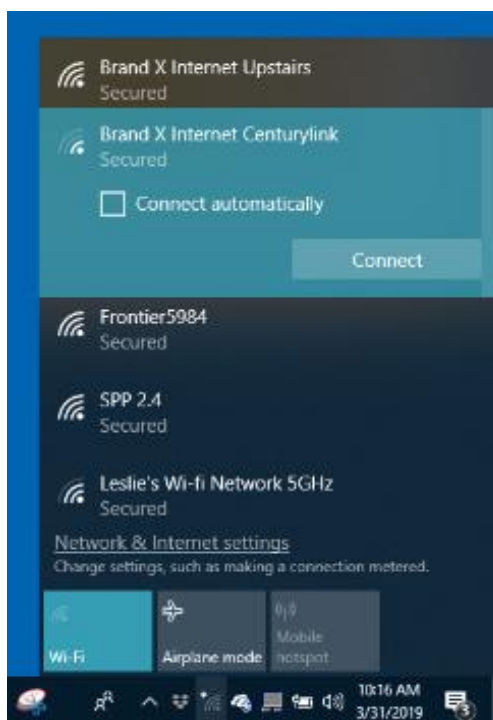 Brand X Internet Upstairs
Secured
Brand X Internet Centurylink
Secured
Connect automatically
Connect
Frontier5984
Secured
SPP 2.4
Secured
Leslie's Wi-fi Network 5GHz
Secured
Network & Internet settings
Change settings, such as making a connection metered.
Wi-Fi
Airplane mode
Mobile
hotspot
10:16 AM
3/31/2019
3